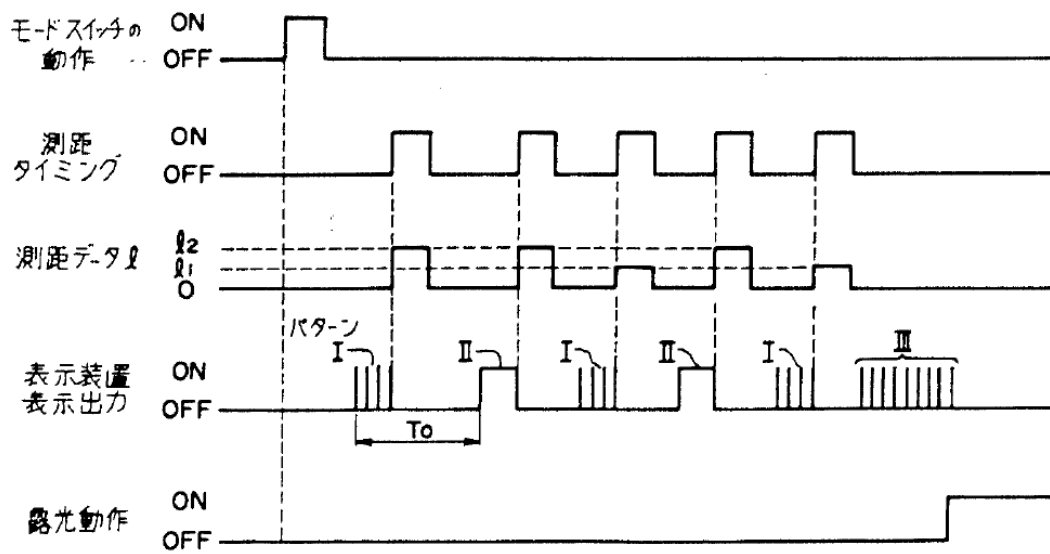 モードスイッチの
動作
ON
OFF
測距
タイミング
ON
OFF
測距データℓ
ℓ2
ℓ1
0
表示装置
表示出力
ON
OFF
パターン
I
II
I
II
I
III
To
露光動作
ON
OFF